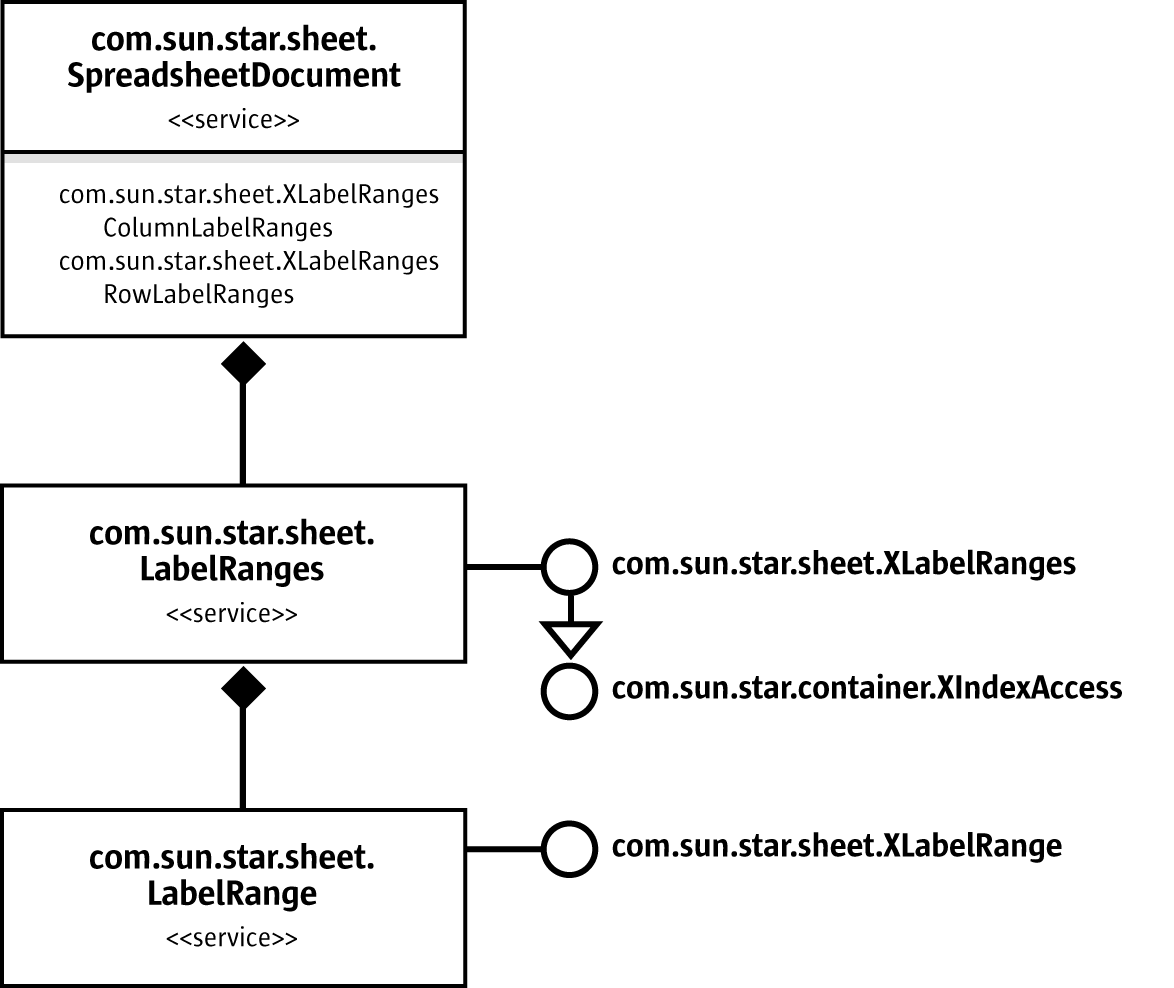 com.sun.star.sheet.
SpreadsheetDocument
<<service>>
com.sun.star.sheet.XLabelRanges
ColumnLabelRanges
com.sun.star.sheet.XLabelRanges
RowLabelRanges
com.sun.star.sheet.
LabelRanges
<<service>>
com.sun.star.sheet.XLabelRanges
com.sun.star.container.XIndexAccess
com.sun.star.sheet.
LabelRange
<<service>>
com.sun.star.sheet.XLabelRange